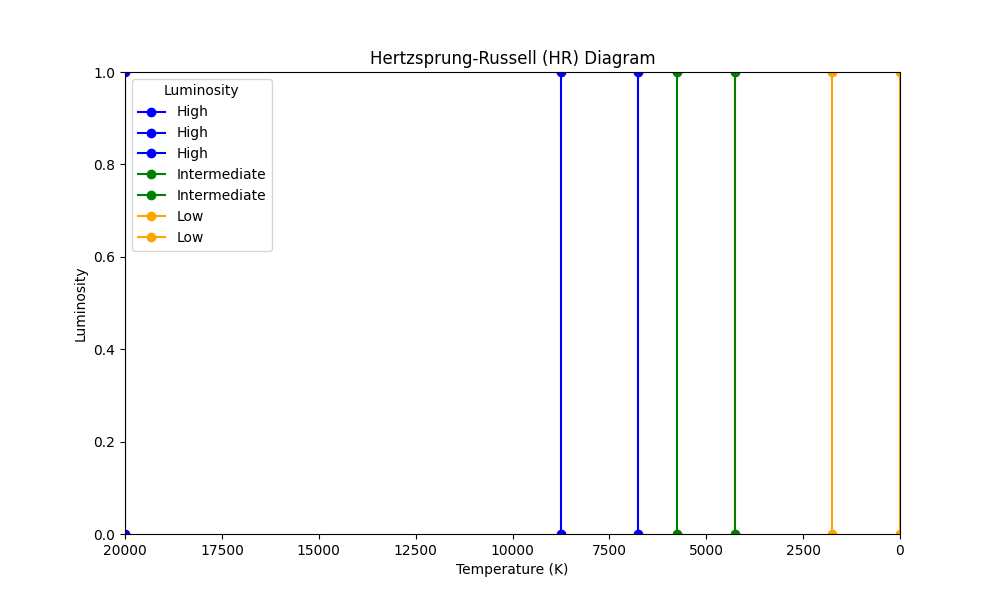 Hertzsprung-Russell (HR) Diagram
Luminosity
High
High
High
Intermediate
Intermediate
Low
Low
1.0
0.8
0.6
0.4
0.2
0.0
Luminosity
20000 17500 15000 12500 10000 7500 5000 2500 0
Temperature (K)